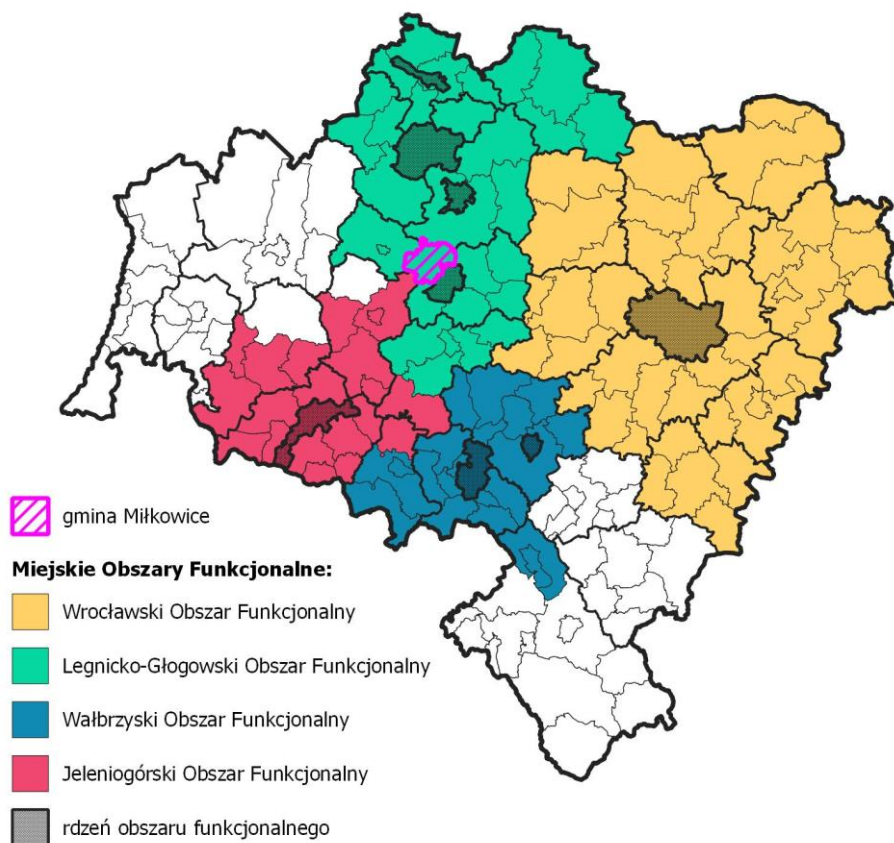 gmina Miłkowice
Miejskie Obszary Funkcjonalne:
Wrocławski Obszar Funkcjonalny
Legnicko-Głogowski Obszar Funkcjonalny
Wałbrzyski Obszar Funkcjonalny
Jeleniogórski Obszar Funkcjonalny
rdzeń obszaru funkcjonalnego